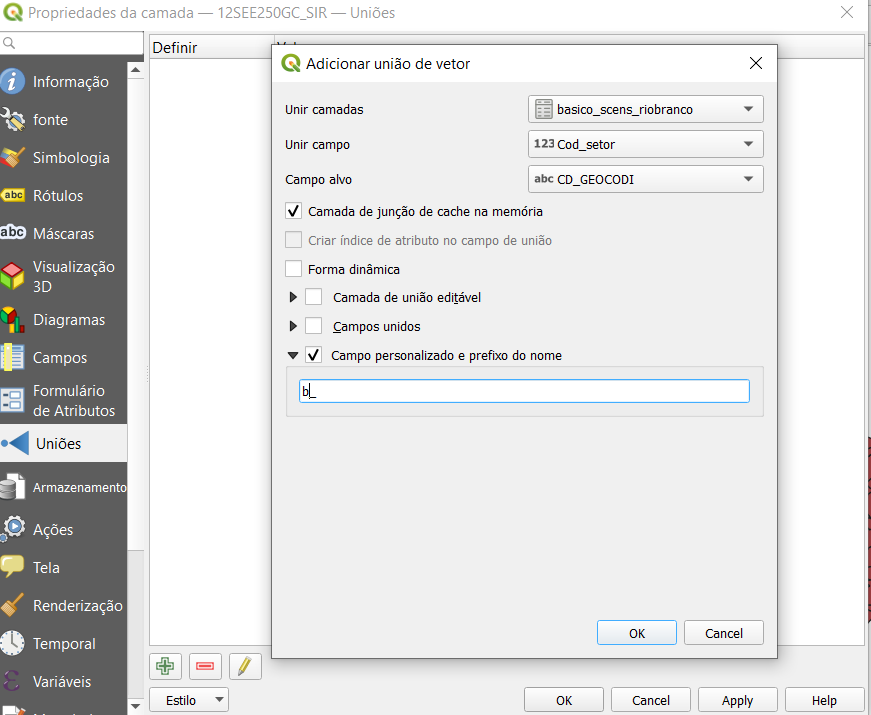 Propriedades da camada — 12SEE250GC_SIR — Uniões
Definir
Informação
fonte
Simbologia
abc Rótulos
abc Máscaras
Visualização
3D
Diagramas
Campos
Formulário
de Atributos
Uniões
Armazenamento
Ações
Tela
Renderização
Temporal
Variáveis
Adicionar união de vetor
Unir camadas
basico_scens_riobranco
Unir campo
123 Cod_setor
Campo alvo
abc CD_GEOCODI
Camada de junção de cache na memória
Criar índice de atributo no campo de união
Forma dinâmica
Camada de união editável
Campos unidos
Campo personalizado e prefixo do nome
b_
OK
Cancel
Estilo
OK
Cancel
Apply
Help